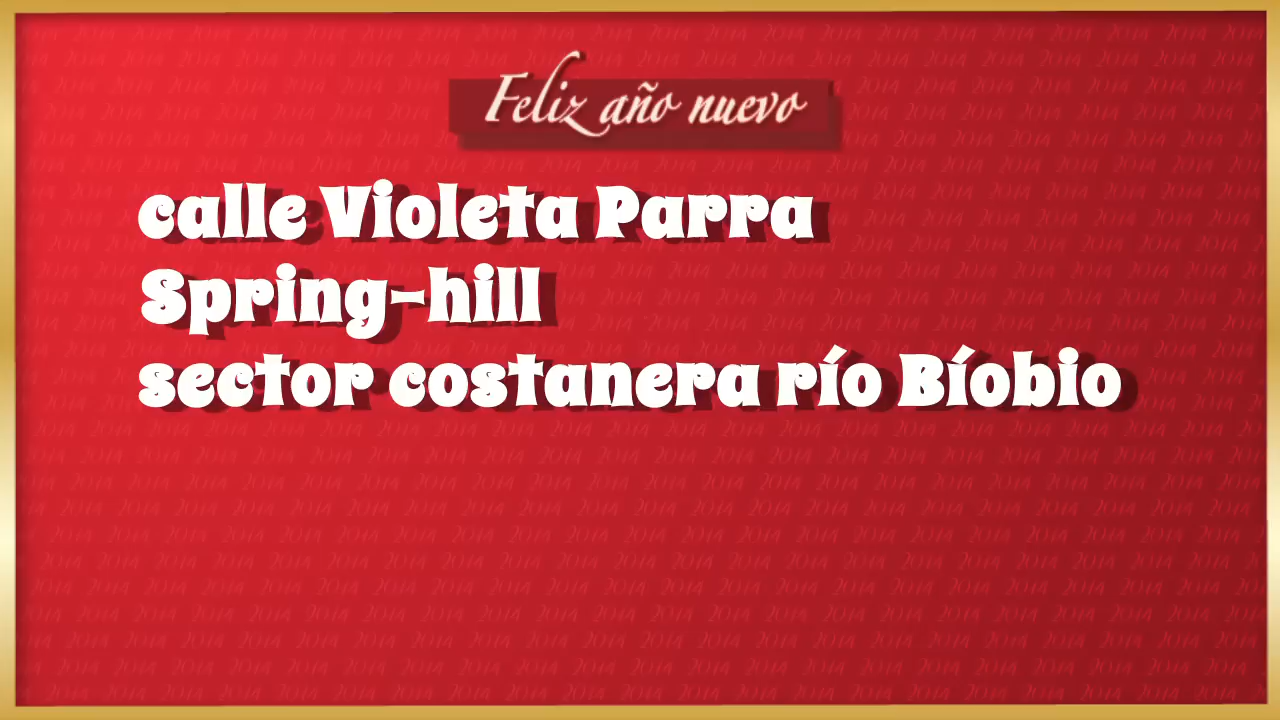 Feliz año nuevo
calle Violeta Parra
Spring-hill
sector costanera río Bíobio